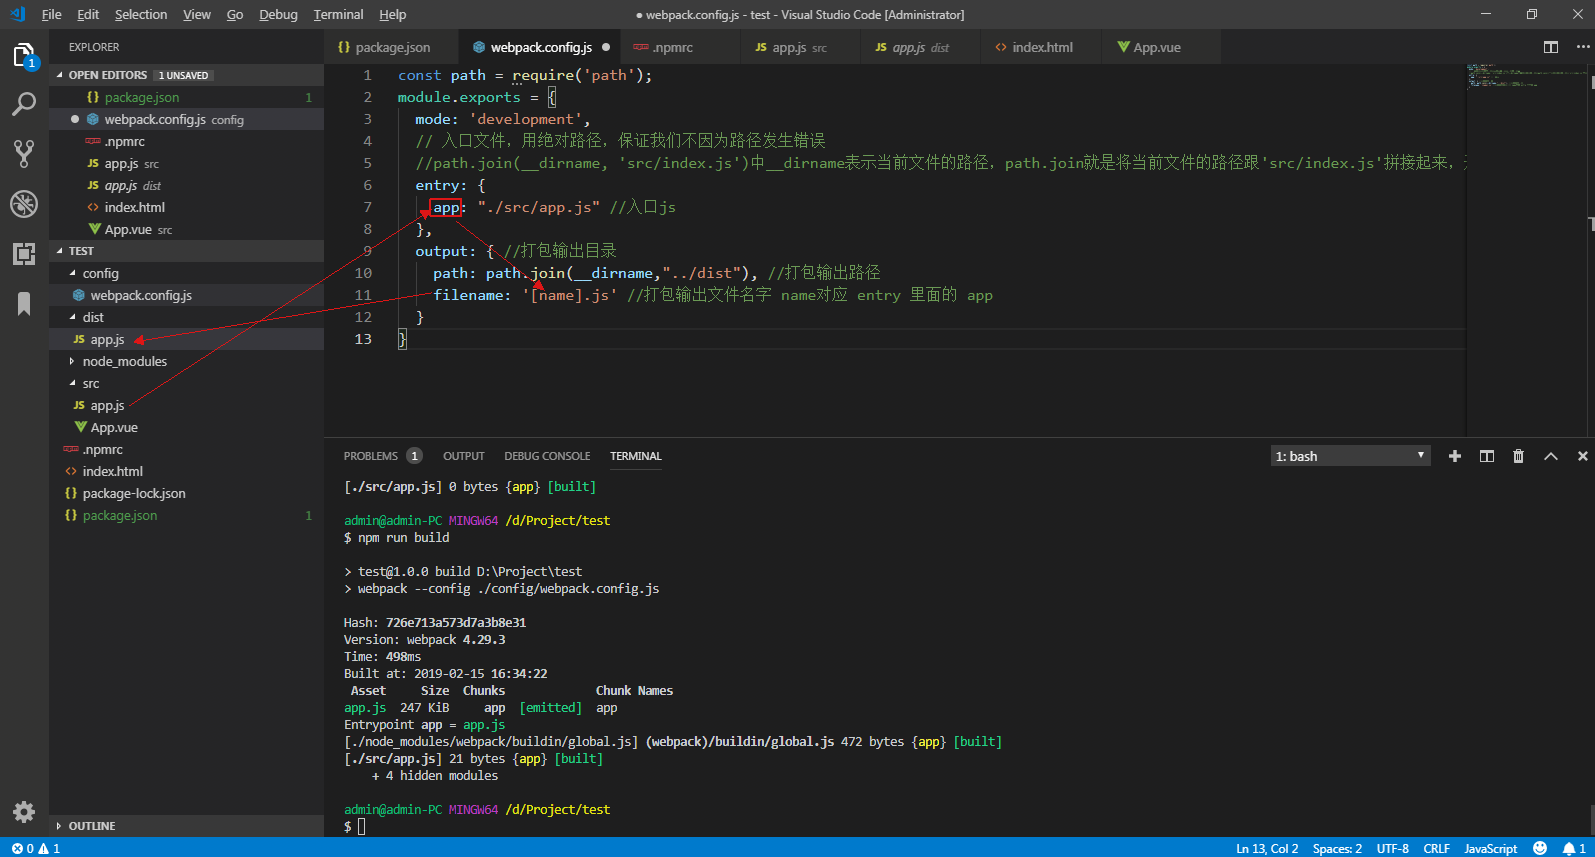 File Edit Selection View Go Debug Terminal Help
● webpack.config.js - test - Visual Studio Code [Administrator]
1
EXPLORER
OPEN EDITORS 1 UNSAVED
{} package.json 1
webpack.config.js config
.npmrc
JS app.js src
JS app.js dist
<> index.html
App.vue src
TEST
config
webpack.config.js
dist
JS app.js
node_modules
src
JS app.js
App.vue
.npmrc
<> index.html
{} package-lock.json
{} package.json 1
OUTLINE
{} package.json
webpack.config.js ●
.npmrc
JS app.js src
JS app.js dist
<> index.html
App.vue
1 const path = require('path');
2 module.exports = {
3 mode: 'development',
4 // 入口文件，用绝对路径，保证我们不因为路径发生错误
5 //path.join(__dirname, 'src/index.js')中__dirname表示当前文件的路径，path.join就是将当前文件的路径跟'src/index.js'拼接起来，
6 entry: {
7 app: "./src/app.js" //入口js
8 },
9 output: { //打包输出目录
10 path: path.join(__dirname,"../dist"), //打包输出路径
11 filename: '[name].js' //打包输出文件名字 name对应 entry 里面的 app
12 }
13 }
PROBLEMS 1 OUTPUT DEBUG CONSOLE TERMINAL
1: bash
[./src/app.js] 0 bytes {app} [built]
admin@admin-PC MINGW64 /d/Project/test
$ npm run build
> test@1.0.0 build D:\Project\test
> webpack --config ./config/webpack.config.js
Hash: 726e713a573d7a3b8e31
Version: webpack 4.29.3
Time: 498ms
Built at: 2019-02-15 16:34:22
Asset Size Chunks Chunk Names
app.js 247 KiB app [emitted] app
Entrypoint app = app.js
[./node_modules/webpack/buildin/global.js] (webpack)/buildin/global.js 472 bytes {app} [built]
[./src/app.js] 21 bytes {app} [built]
+ 4 hidden modules
admin@admin-PC MINGW64 /d/Project/test
$
0 1
Ln 13, Col 2 Spaces: 2 UTF-8 CRLF JavaScript 1